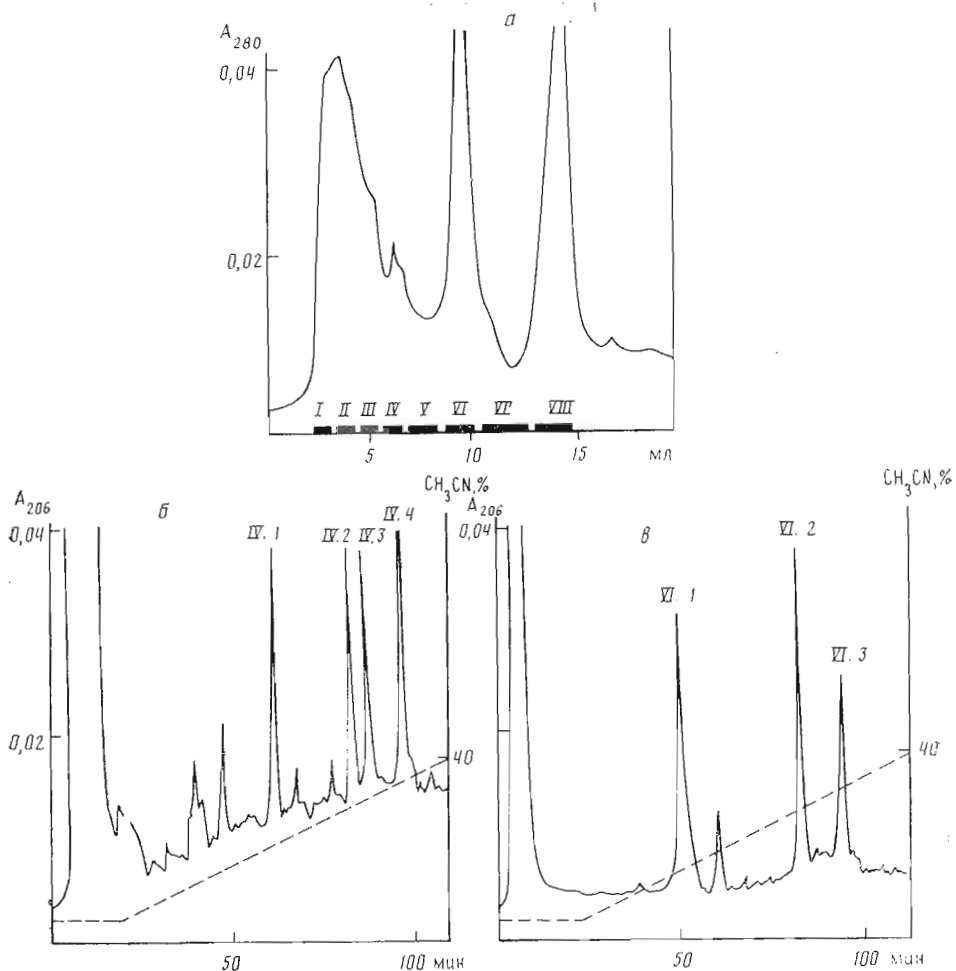 а
A₂₈₀
0,04
0,02
I II III IV V VI VII VIII
5 10 15 мл
A₂₀₆
б
CH₃CN,%
0,04
IV.1 IV.2 IV.3 IV.4
0,02
40
50 100 мин
A₂₀₆
в
CH₃CN,%
0,04
VI.1
VI.2
VI.3
40
50 100 мин